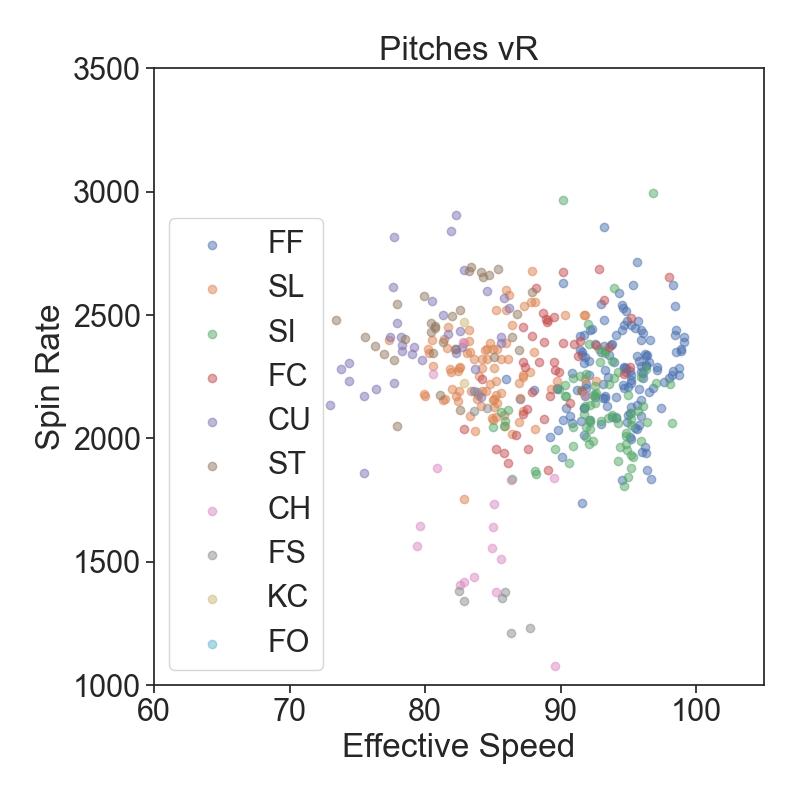 Pitches vR
3500
3000
2500
2000
1500
1000
Spin Rate
FF
SL
SI
FC
CU
ST
CH
FS
KC
FO
60 70 80 90 100
Effective Speed